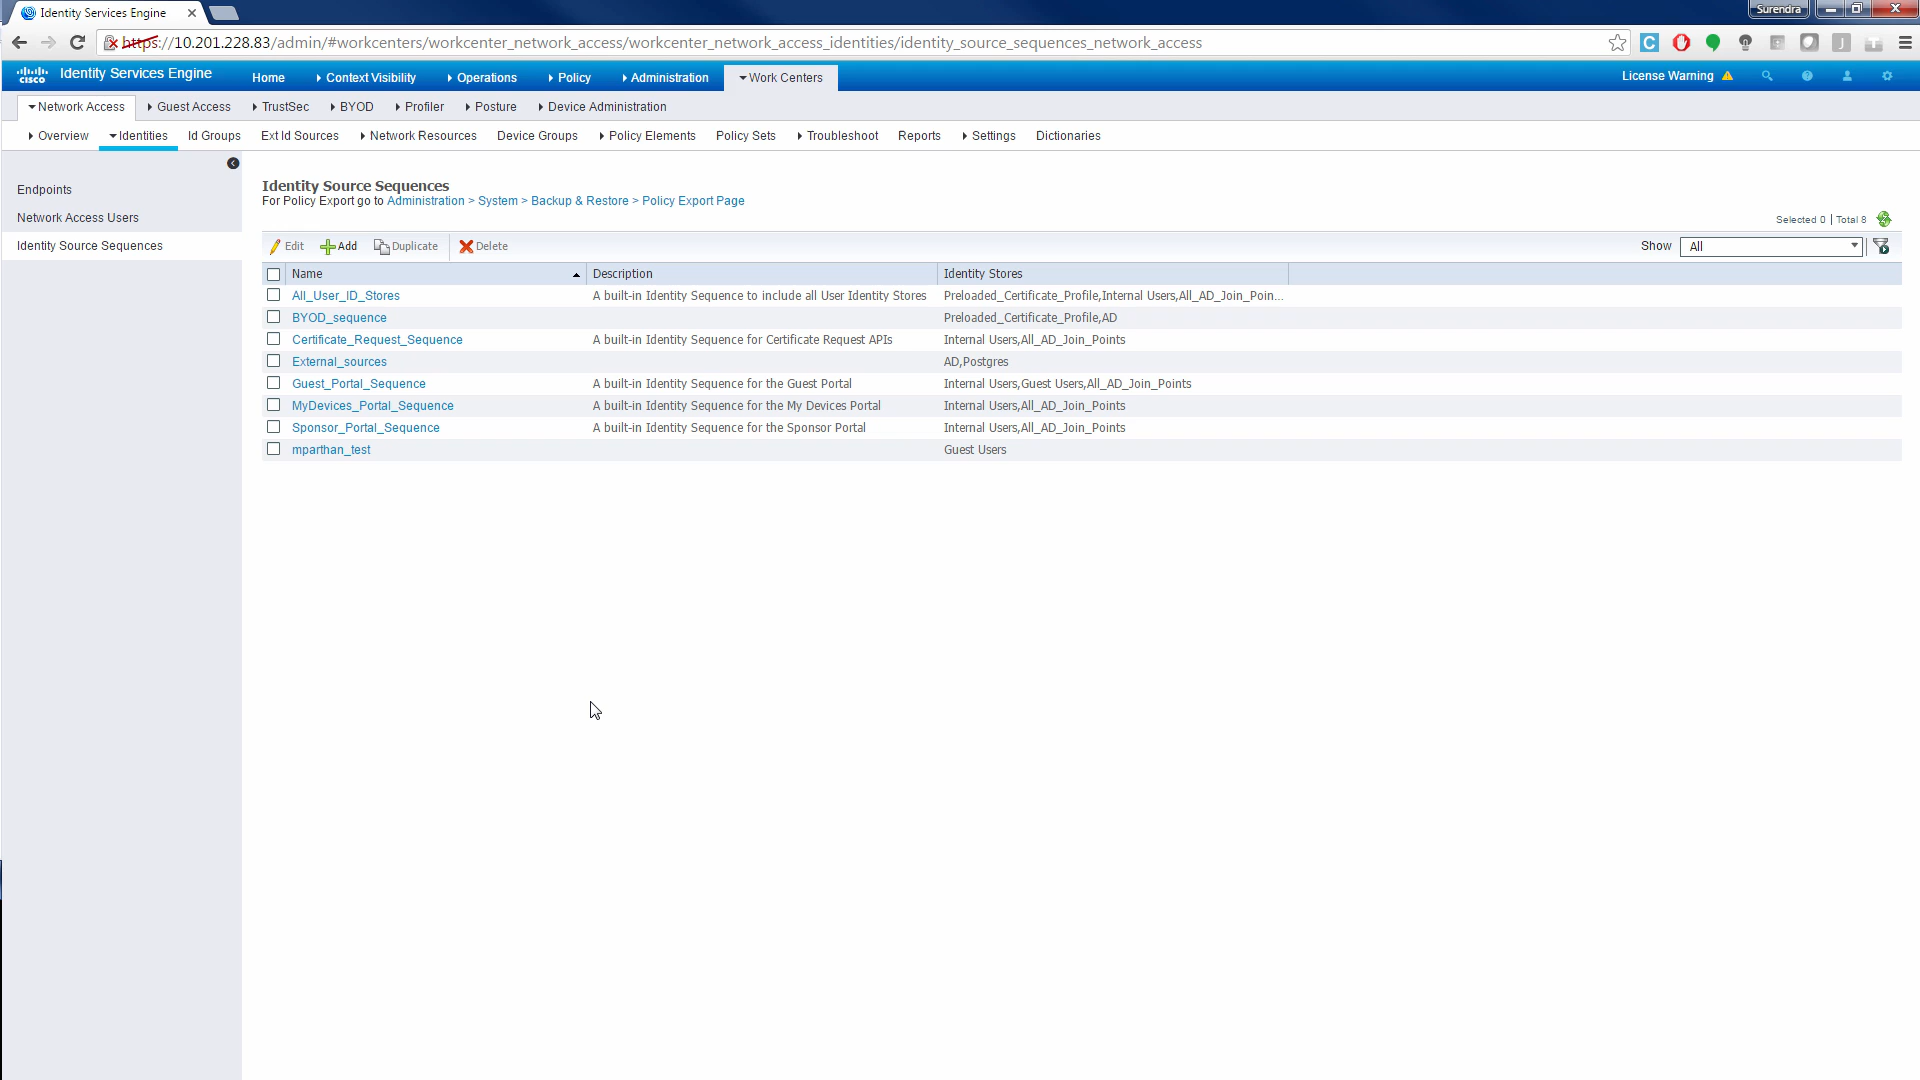 Identity Services Engine
Surendra
https://10.201.228.83/admin/#workcenters/workcenter_network_access/workcenter_network_access_identities/identity_source_sequences_network_access
C
J
T
cisco Identity Services Engine Home Context Visibility Operations Policy Administration Work Centers License Warning
Network Access Guest Access TrustSec BYOD Profiler Posture Device Administration
Overview Identities Id Groups Ext Id Sources Network Resources Device Groups Policy Elements Policy Sets Troubleshoot Reports Settings Dictionaries
Endpoints
Network Access Users
Identity Source Sequences
Identity Source Sequences
For Policy Export go to Administration > System > Backup & Restore > Policy Export Page
Selected 0 | Total 8
Edit Add Duplicate Delete Show All
Name Description Identity Stores
All_User_ID_Stores A built-in Identity Sequence to include all User Identity Stores Preloaded_Certificate_Profile,Internal Users,All_AD_Join_Poin...
BYOD_sequence Preloaded_Certificate_Profile,AD
Certificate_Request_Sequence A built-in Identity Sequence for Certificate Request APIs Internal Users,All_AD_Join_Points
External_sources AD,Postgres
Guest_Portal_Sequence A built-in Identity Sequence for the Guest Portal Internal Users,Guest Users,All_AD_Join_Points
MyDevices_Portal_Sequence A built-in Identity Sequence for the My Devices Portal Internal Users,All_AD_Join_Points
Sponsor_Portal_Sequence A built-in Identity Sequence for the Sponsor Portal Internal Users,All_AD_Join_Points
mparthan_test Guest Users